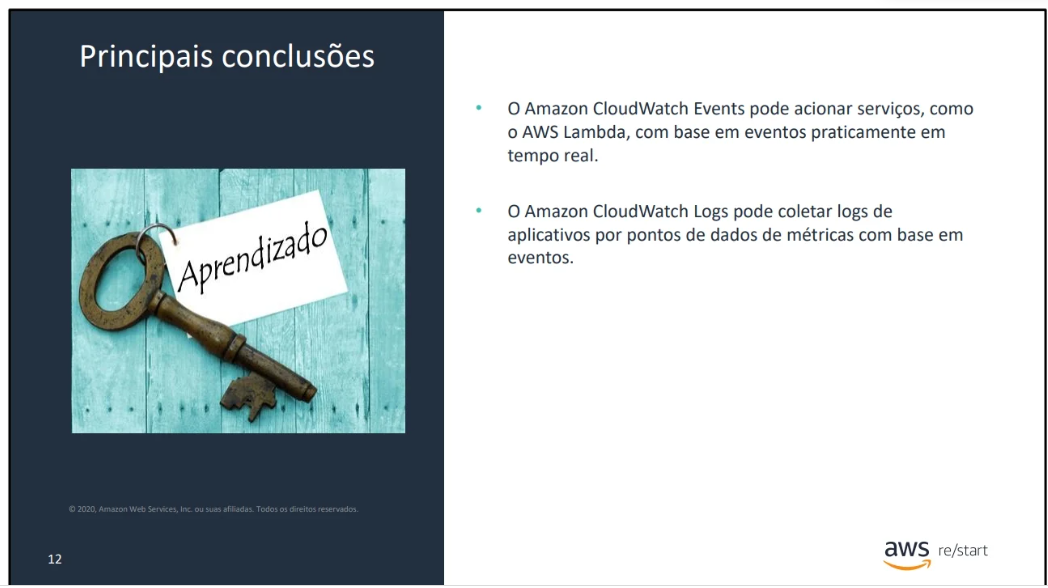 Principais conclusões
Aprendizado
© 2020, Amazon Web Services, Inc. ou suas afiliadas. Todos os direitos reservados.
12
O Amazon CloudWatch Events pode acionar serviços, como
o AWS Lambda, com base em eventos praticamente em
tempo real.
O Amazon CloudWatch Logs pode coletar logs de
aplicativos por pontos de dados de métricas com base em
eventos.
aws re/start